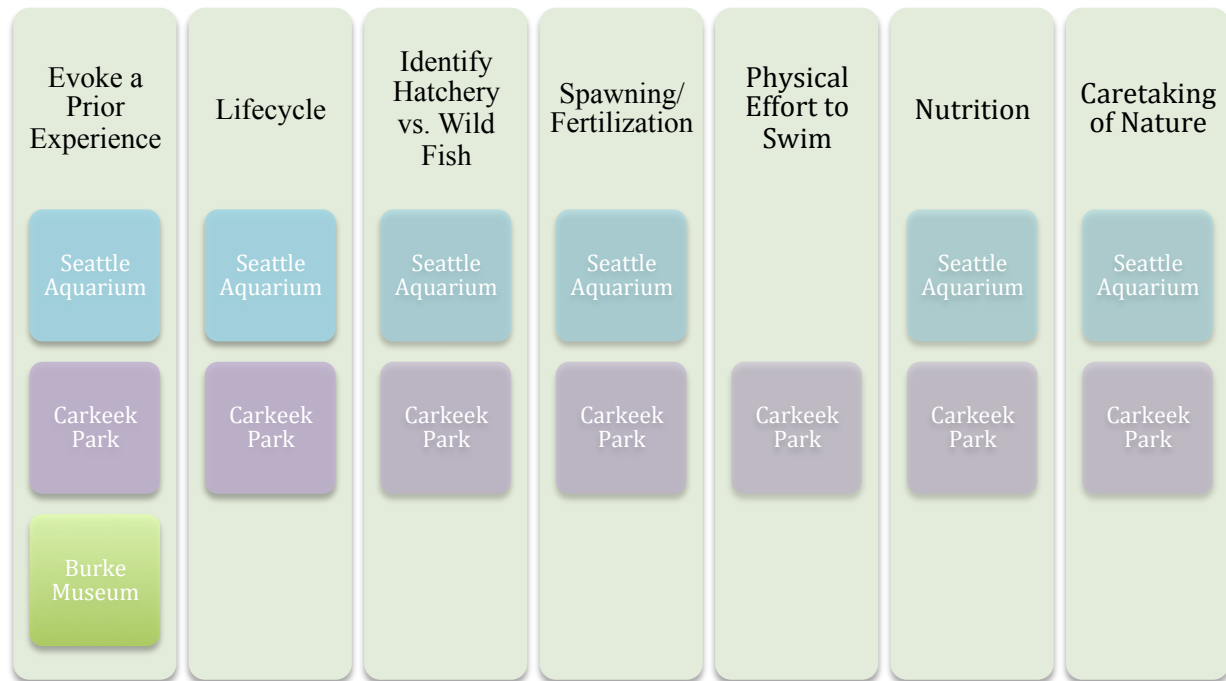 Evoke a
Prior
Experience
Seattle
Aquarium
Carkeek
Park
Burke
Museum
Lifecycle
Seattle
Aquarium
Carkeek
Park
Identify
Hatchery
vs. Wild
Fish
Seattle
Aquarium
Carkeek
Park
Spawning/
Fertilization
Seattle
Aquarium
Carkeek
Park
Physical
Effort to
Swim
Carkeek
Park
Nutrition
Seattle
Aquarium
Carkeek
Park
Caretaking
of Nature
Seattle
Aquarium
Carkeek
Park